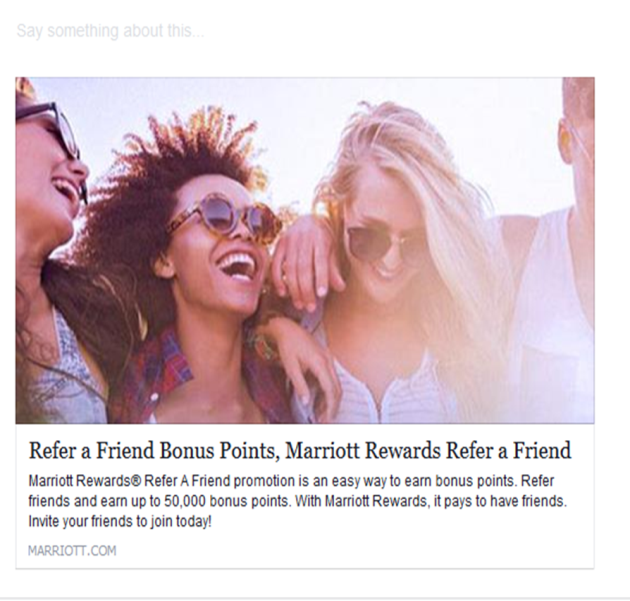 Say something about this...
Refer a Friend Bonus Points, Marriott Rewards Refer a Friend
Marriott Rewards® Refer A Friend promotion is an easy way to earn bonus points. Refer
friends and earn up to 50,000 bonus points. With Marriott Rewards, it pays to have friends.
Invite your friends to join today!
MARRIOTT.COM